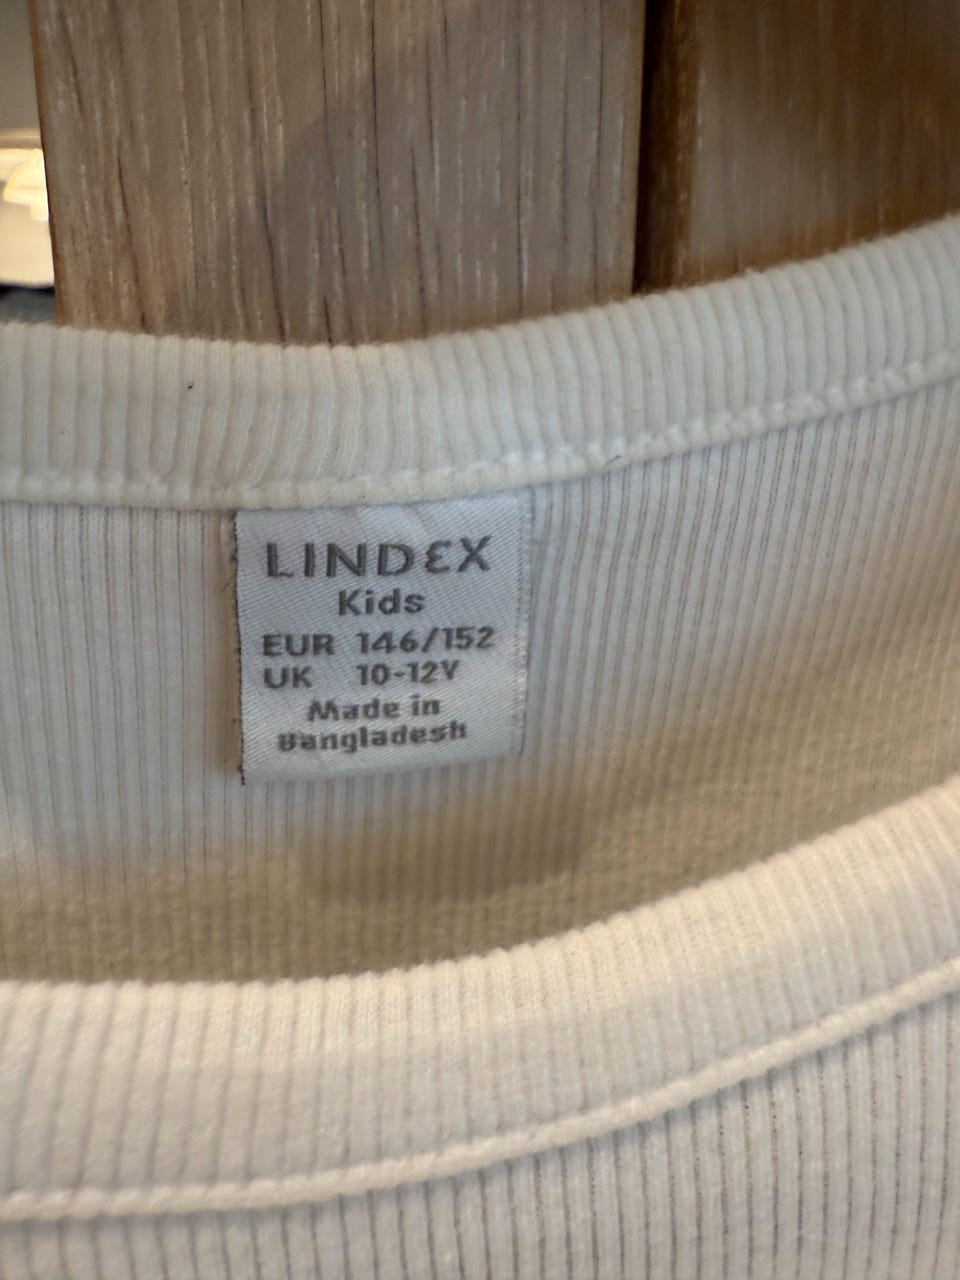 LINDEX
Kids
EUR 146/152
UK 10-12Y
Made in
Bangladesh